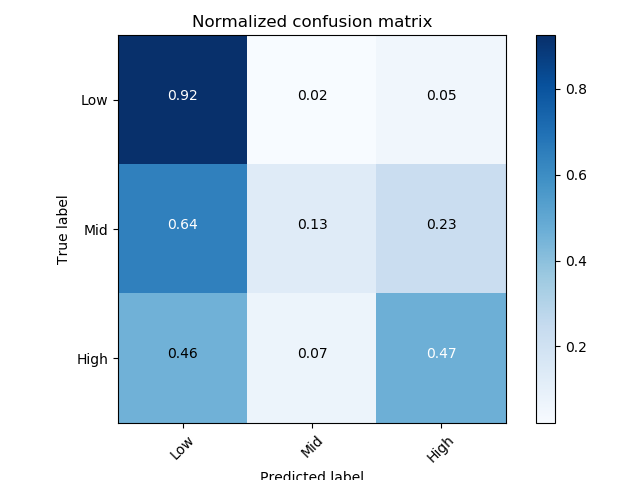 Normalized confusion matrix
True label
Low
0.92
0.02
0.05
Mid
0.64
0.13
0.23
High
0.46
0.07
0.47
Low
Mid
High
Predicted label
0.8
0.6
0.4
0.2